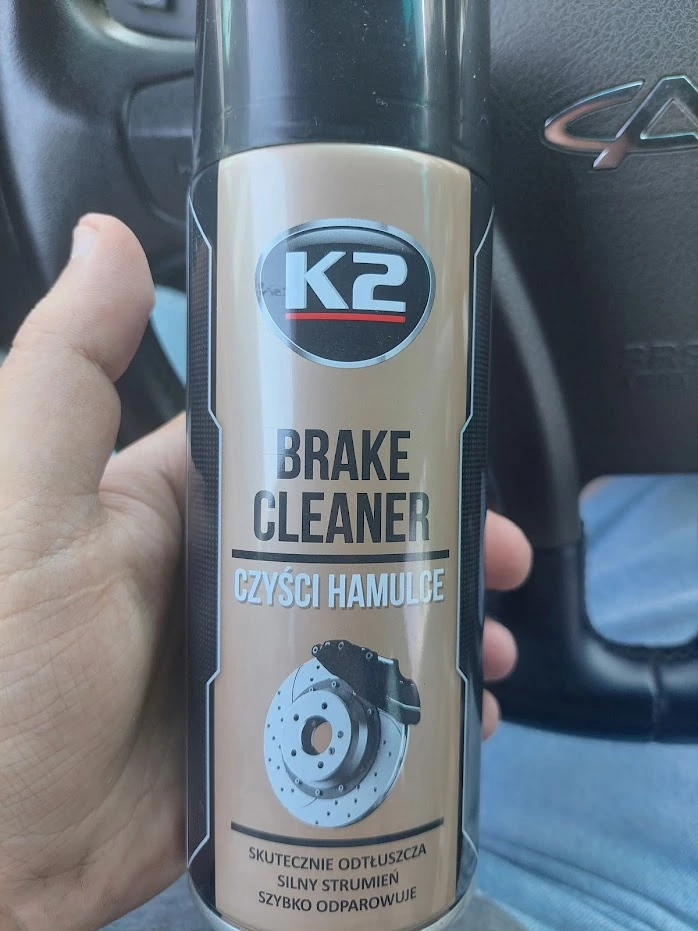 K2
BRAKE
CLEANER
CZYŚCI HAMULCE
SKUTECZNIE ODTŁUSZCZA
SILNY STRUMIEŃ
SZYBKO ODPAROWUJE